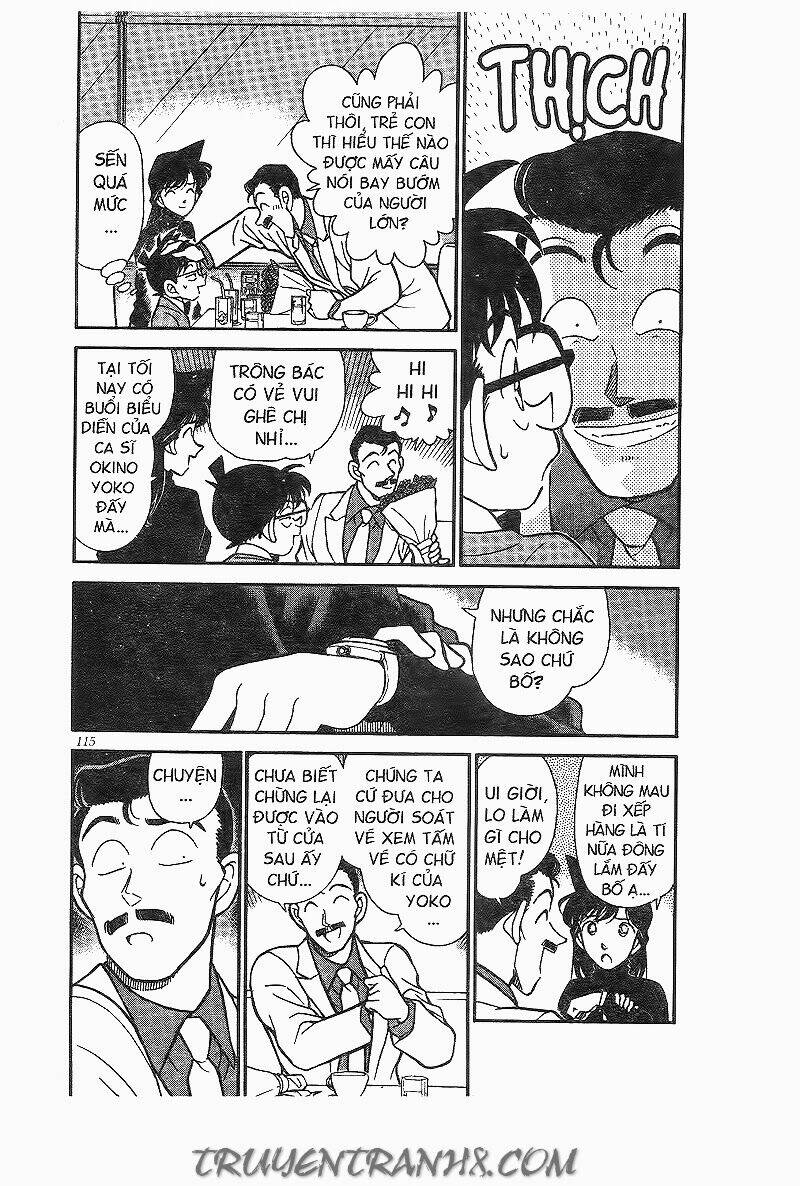 THỊCH
CŨNG PHẢI
THÔI, TRẺ CON
THÌ HIỂU THẾ NÀO
ĐƯỢC MẤY CÂU
NÓI BAY BƯỚM
CỦA NGƯỜI
LỚN?
SẾN
QUÁ
MỨC
...
HI
HI HI
TRÔNG BÁC
CÓ VẺ VUI
GHÊ CHỊ
NHỈ...
TẠI TỐI
NAY CÓ
BUỔI BIỂU
DIỄN CỦA
CA SĨ
OKINO
YOKO
ĐẤY
MÀ...
NHƯNG CHẮC
LÀ KHÔNG
SAO CHỨ
BỐ?
115
MÌNH
KHÔNG MAU
ĐI XẾP
HÀNG LÀ TÍ
NỮA ĐÔNG
LẮM ĐẤY
BỐ Ạ...
UI GIỜI,
LO LÀM
GÌ CHO
MỆT!
CHÚNG TA
CỨ ĐƯA CHO
NGƯỜI SOÁT
VÉ XEM TẤM
VÉ CÓ CHỮ
KÍ CỦA
YOKO
...
CHƯA BIẾT
CHỪNG LẠI
ĐƯỢC VÀO
TỪ CỬA
SAU ẤY
CHỨ...
CHUYỆN
...
TRUYENTRANH8.COM